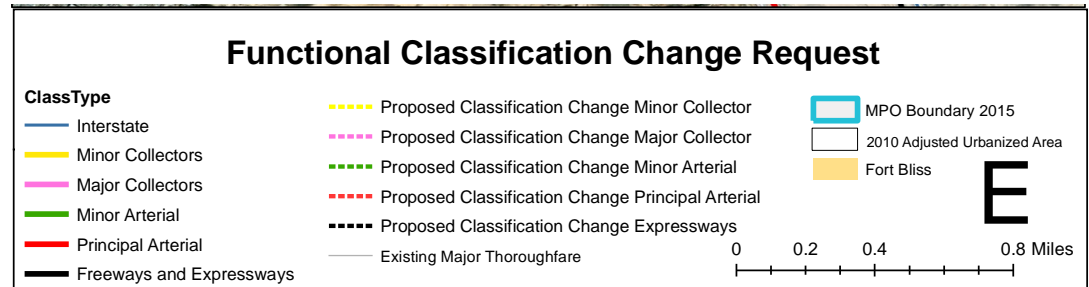 Functional Classification Change Request
ClassType
Interstate
Minor Collectors
Major Collectors
Minor Arterial
Principal Arterial
Freeways and Expressways
Proposed Classification Change Minor Collector
Proposed Classification Change Major Collector
Proposed Classification Change Minor Arterial
Proposed Classification Change Principal Arterial
Proposed Classification Change Expressways
Existing Major Thoroughfare
MPO Boundary 2015
2010 Adjusted Urbanized Area
Fort Bliss
E
0 0.2 0.4 0.8 Miles